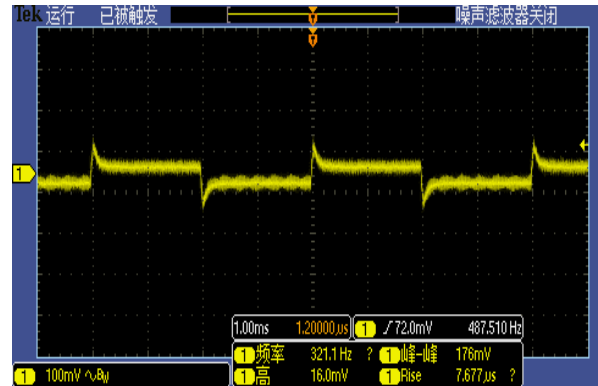 Tek 运行 已被触发 噪声滤波器关闭
1
1.00ms 1.20000µs 1 ∫72.0mV 487.510 Hz
1 频率 321.1 Hz ? 1 峰-峰 176mV
1 高 16.0mV 1 Rise 7.677µs ?
1 100mV ∿BW